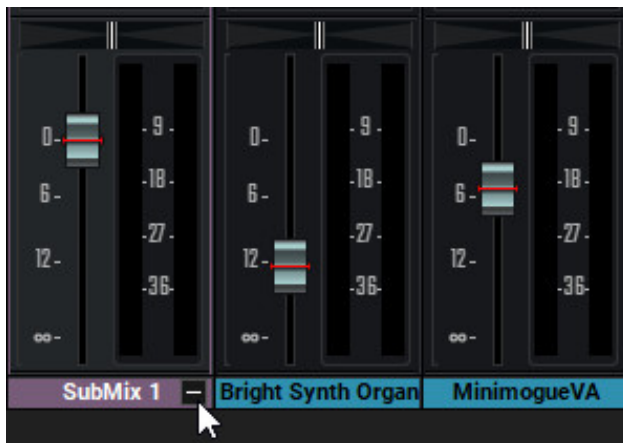 0- -9- 0- -9- 0- -9-
6- -18- 6- -18- 6- -18-
12- -27- 12- -27- 12- -27-
-36- -36- -36-
∞- ∞- ∞-
SubMix 1 Bright Synth Organ MinimogueVA